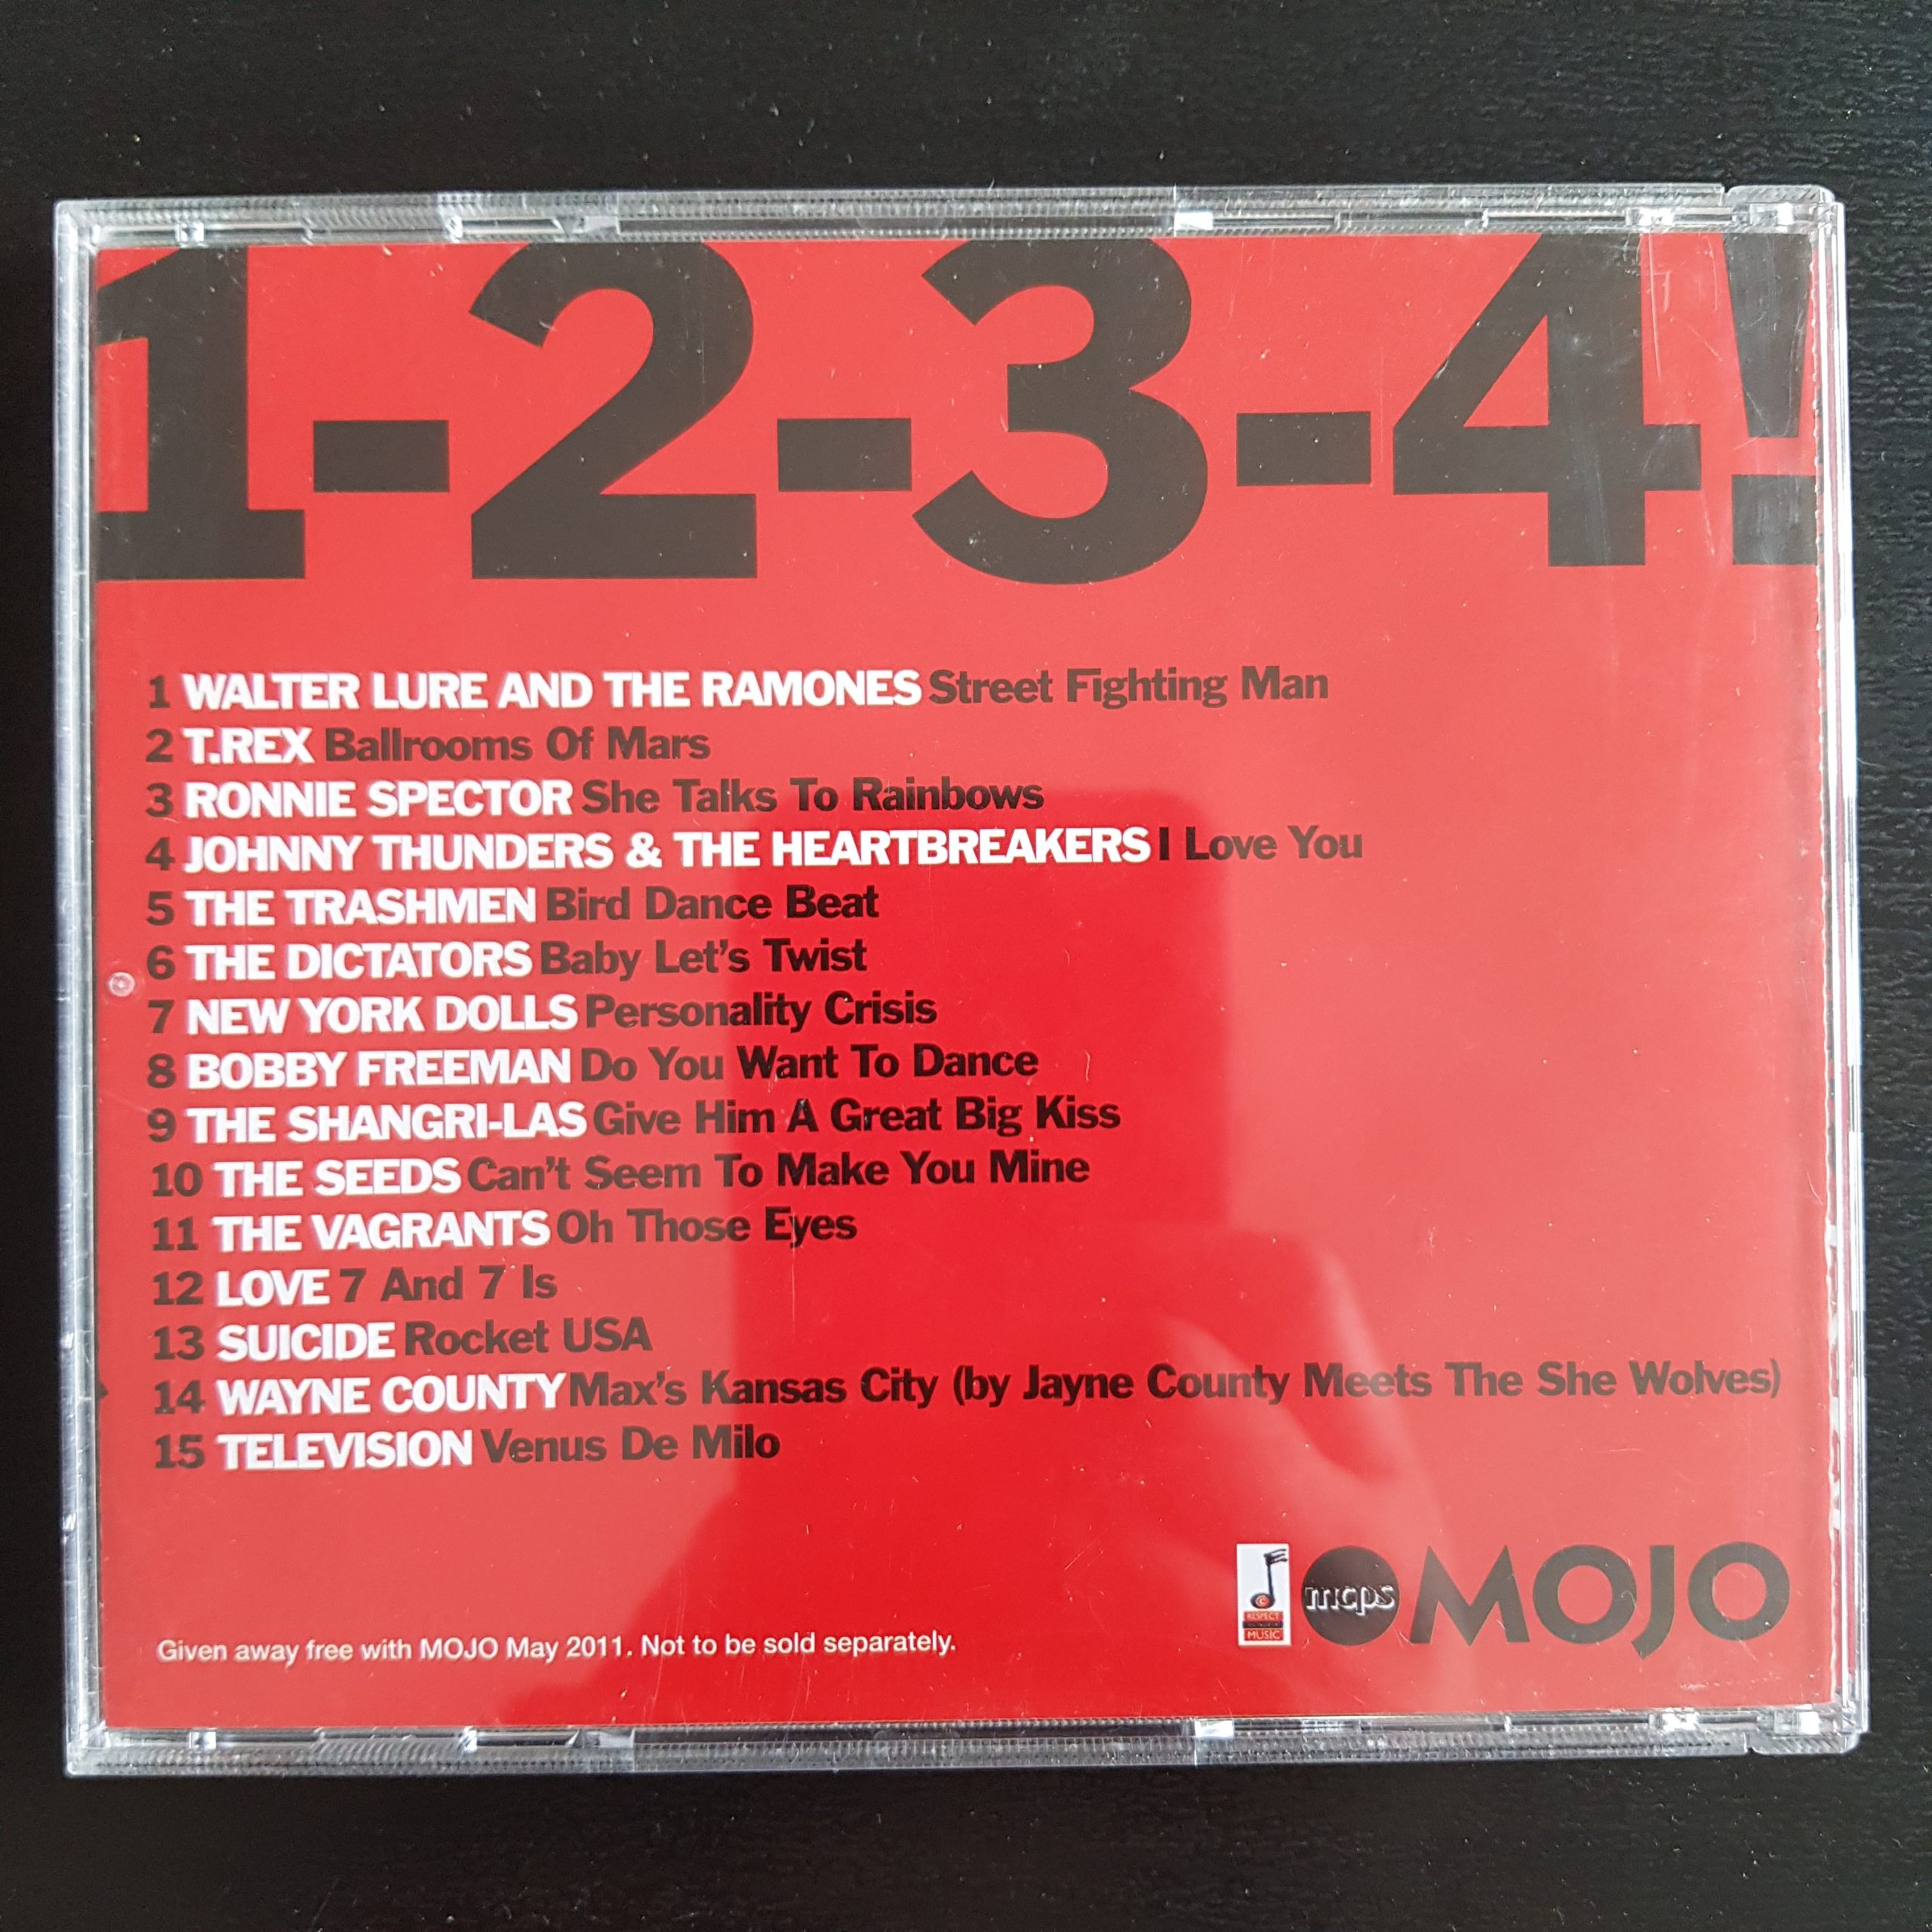 1-2-3-4!
1 WALTER LURE AND THE RAMONES Street Fighting Man
2 T.REX Ballrooms Of Mars
3 RONNIE SPECTOR She Talks To Rainbows
4 JOHNNY THUNDERS & THE HEARTBREAKERS I Love You
5 THE TRASHMEN Bird Dance Beat
6 THE DICTATORS Baby Let's Twist
7 NEW YORK DOLLS Personality Crisis
8 BOBBY FREEMAN Do You Want To Dance
9 THE SHANGRI-LAS Give Him A Great Big Kiss
10 THE SEEDS Can't Seem To Make You Mine
11 THE VAGRANTS Oh Those Eyes
12 LOVE 7 And 7 Is
13 SUICIDE Rocket USA
14 WAYNE COUNTY Max's Kansas City (by Jayne County Meets The She Wolves)
15 TELEVISION Venus De Milo
RESPECT
MUSIC
mcps
MOJO
Given away free with MOJO May 2011. Not to be sold separately.